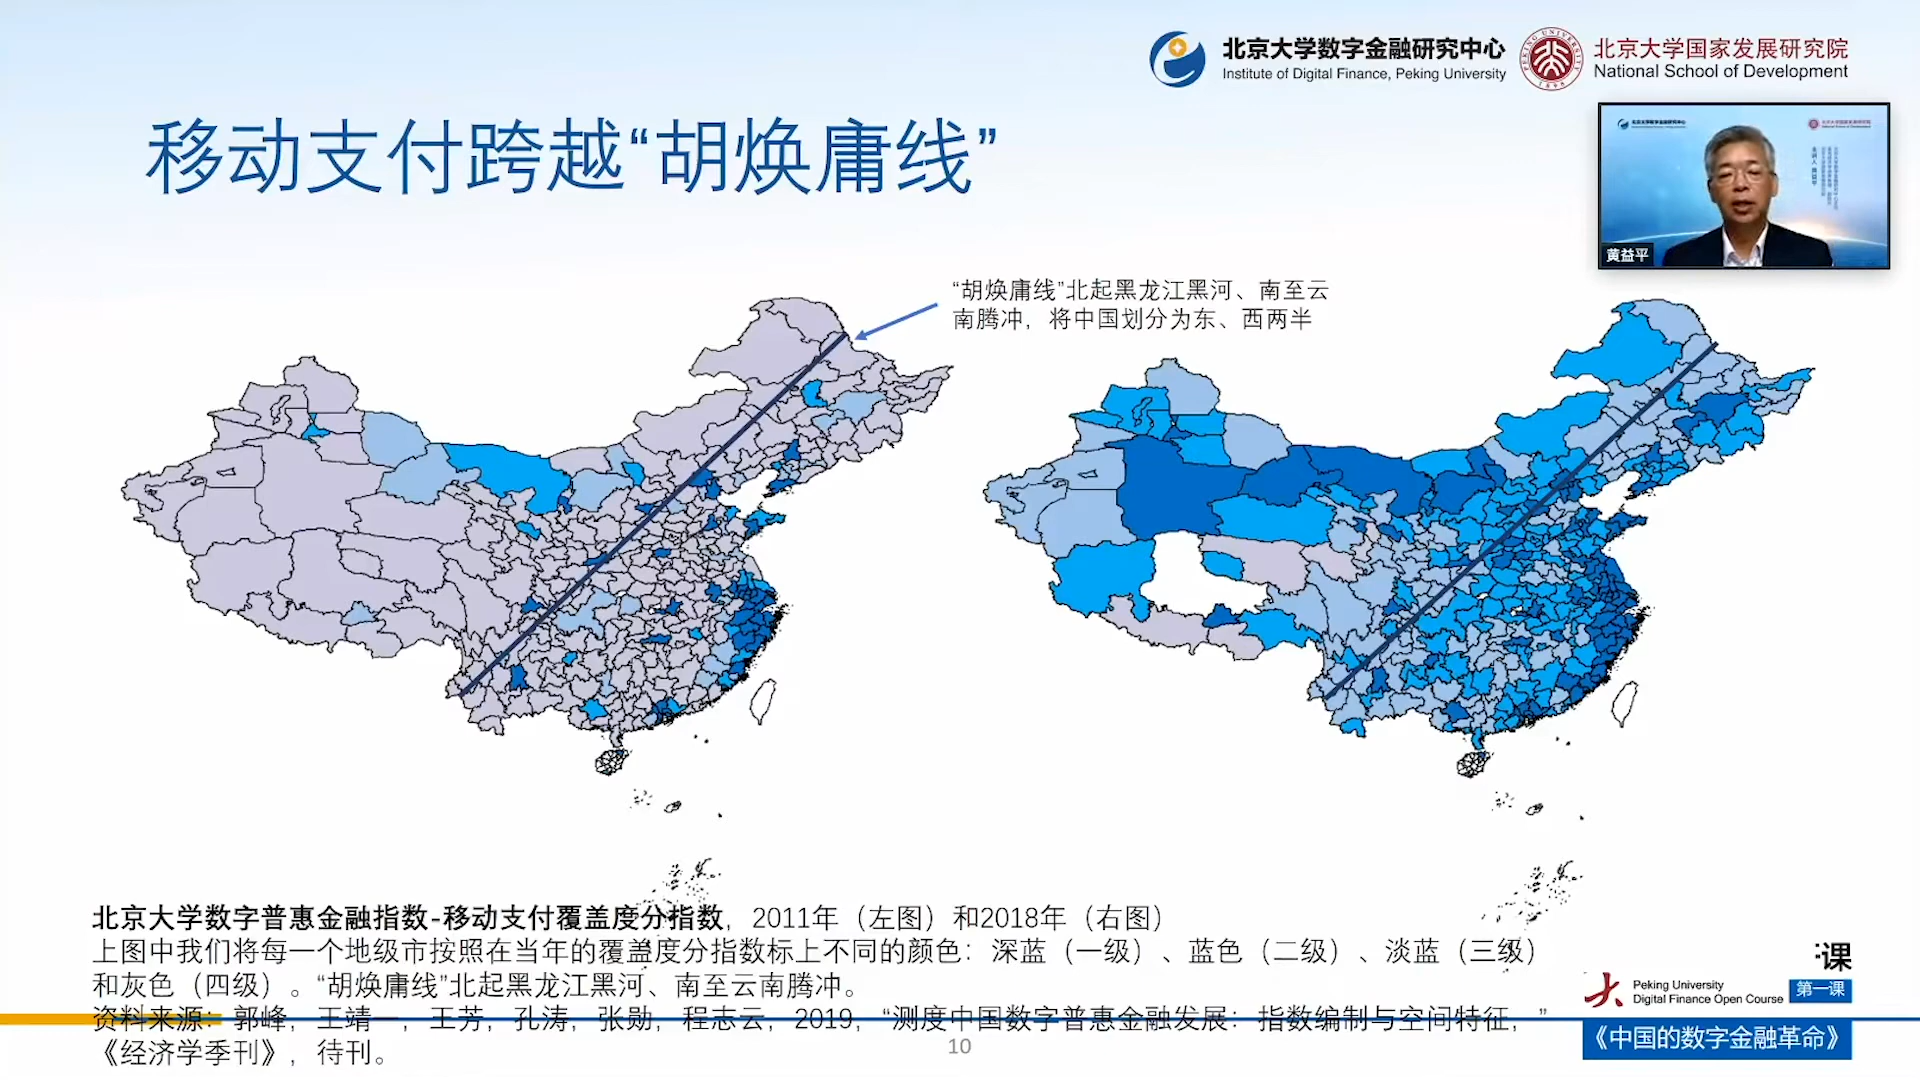 北京大学数字金融研究中心
Institute of Digital Finance, Peking University
北京大学国家发展研究院
National School of Development
移动支付跨越“胡焕庸线”
黄益平
“胡焕庸线”北起黑龙江黑河、南至云
南腾冲，将中国划分为东、西两半
北京大学数字普惠金融指数-移动支付覆盖度分指数，2011年（左图）和2018年（右图）
上图中我们将每一个地级市按照在当年的覆盖度分指数标上不同的颜色：深蓝（一级）、蓝色（二级）、淡蓝（三级）
和灰色（四级）。“胡焕庸线”北起黑龙江黑河、南至云南腾冲。
资料来源：郭峰，王靖一，王芳，孔涛，张勋，程志云，2019，“测度中国数字普惠金融发展：指数编制与空间特征，”
《经济学季刊》，待刊。
10
课
Peking University
Digital Finance Open Course
第一课
《中国的数字金融革命》